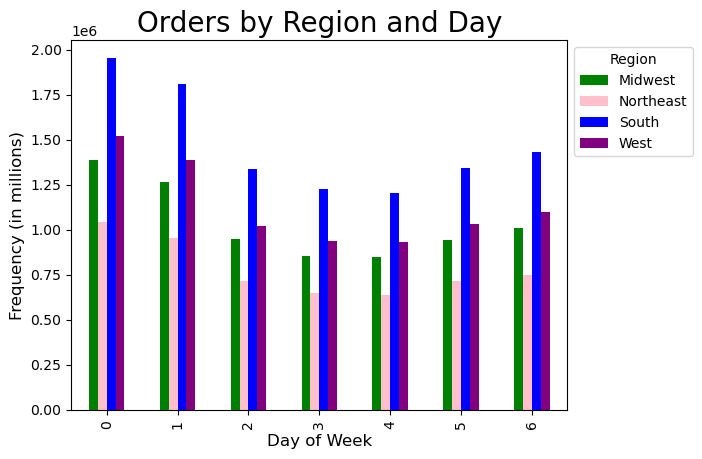 Orders by Region and Day
1e6
2.00
1.75
1.50
1.25
1.00
0.75
0.50
0.25
0.00
Frequency (in millions)
0 1 2 3 4 5 6
Day of Week
Region
Midwest
Northeast
South
West